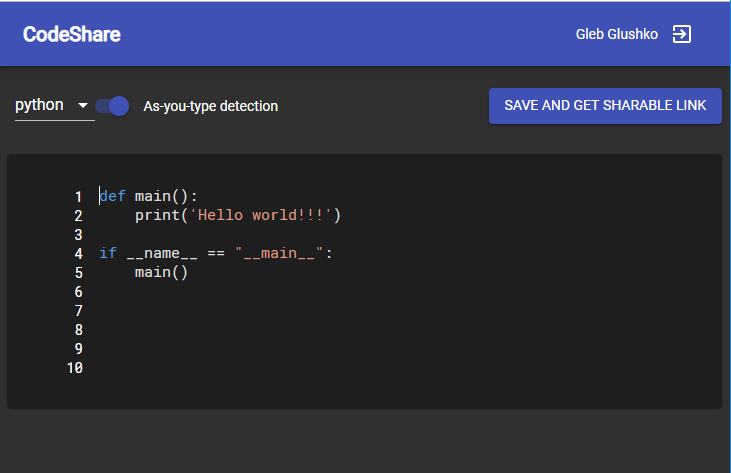 CodeShare
Gleb Glushko
python
As-you-type detection
SAVE AND GET SHARABLE LINK
1 def main():
2     print('Hello world!!!')
3
4 if __name__ == "__main__":
5     main()
6
7
8
9
10